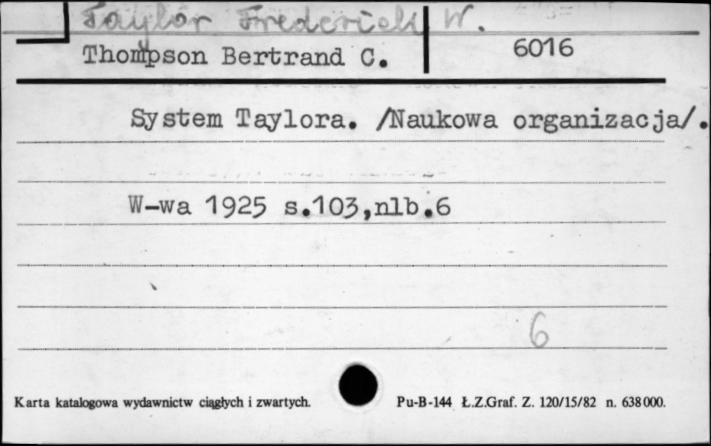 Taylor Frederick W.
Thompson Bertrand C. 6016
System Taylora. /Naukowa organizacja/.
W-wa 1925 s.103,nlb.6
6
Karta katalogowa wydawnictw ciągłych i zwartych. Pu-B-144 Ł.Z.Graf. Z. 120/15/82 n. 638000.